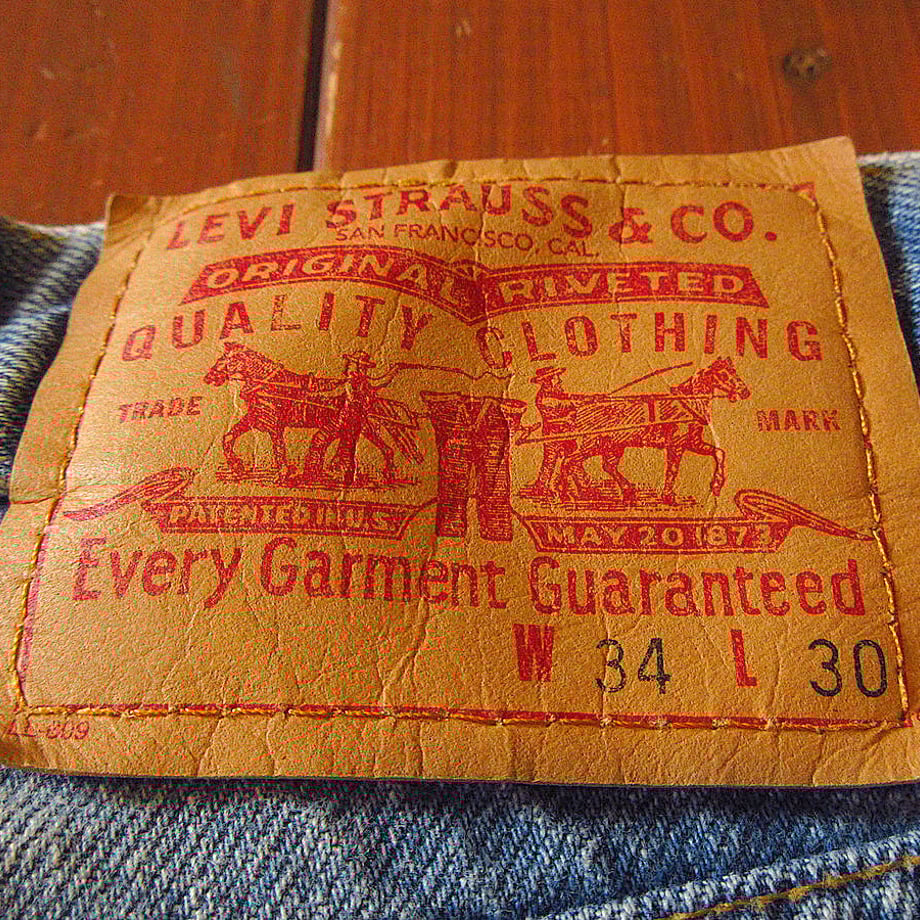 LEVI STRAUSS & CO.
SAN FRANCISCO, CAL.
ORIGINAL RIVETED
QUALITY CLOTHING
TRADE MARK
PATENTED IN U.S.
MAY 20 1873
Every Garment Guaranteed
W 34 L 30